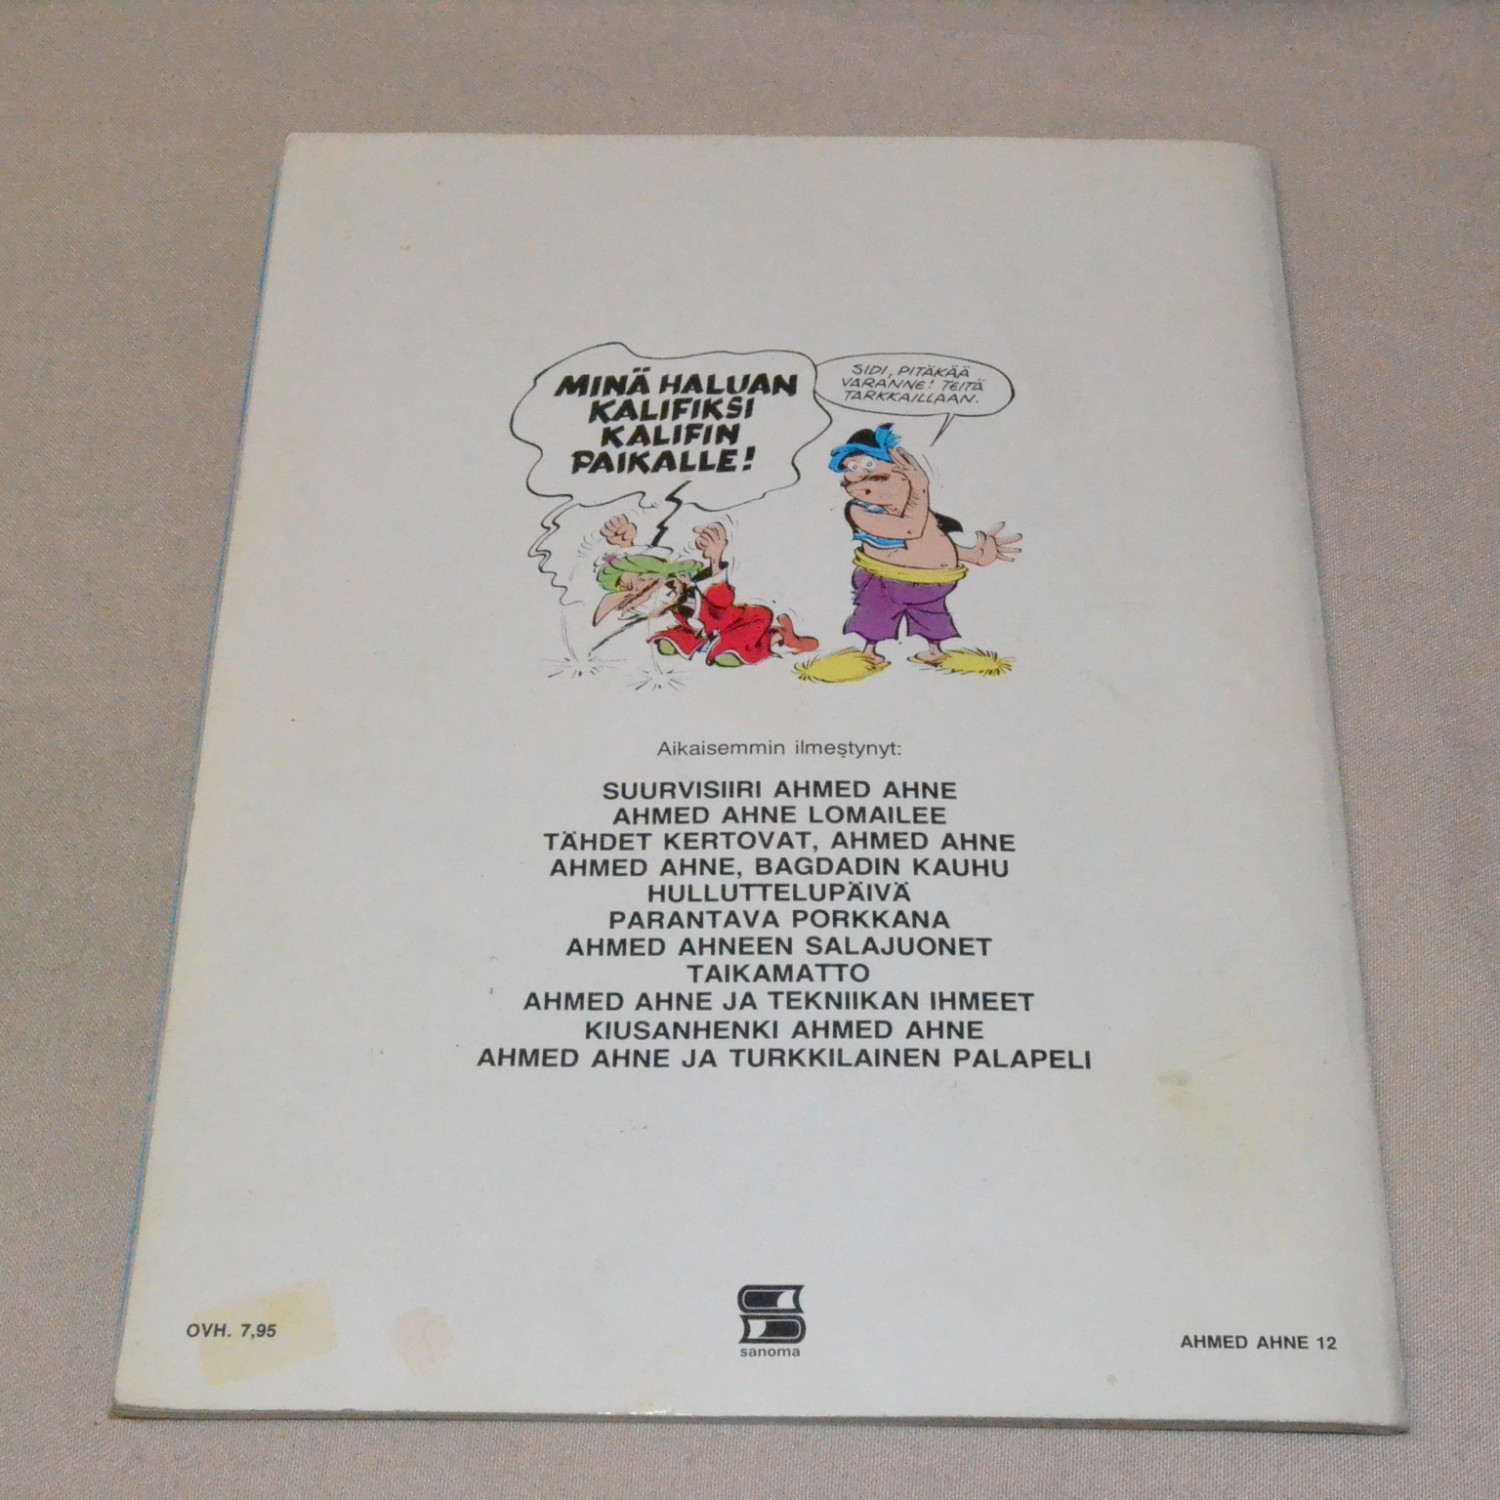 MINÄ HALUAN
KALIFIKSI
KALIFIN
PAIKALLE!
SIDI, PITÄKÄÄ
VARANNE! TEITÄ
TARKKAILLAAN.
Aikaisemmin ilmestynyt:
SUURVISIIRI AHMED AHNE
AHMED AHNE LOMAILEE
TÄHDET KERTOVAT, AHMED AHNE
AHMED AHNE, BAGDADIN KAUHU
HULLUTTELUPÄIVÄ
PARANTAVA PORKKANA
AHMED AHNEEN SALAJUONET
TAIKAMATTO
AHMED AHNE JA TEKNIIKAN IHMEET
KIUSANHENKI AHMED AHNE
AHMED AHNE JA TURKKILAINEN PALAPELI
OVH. 7,95
sanoma
AHMED AHNE 12